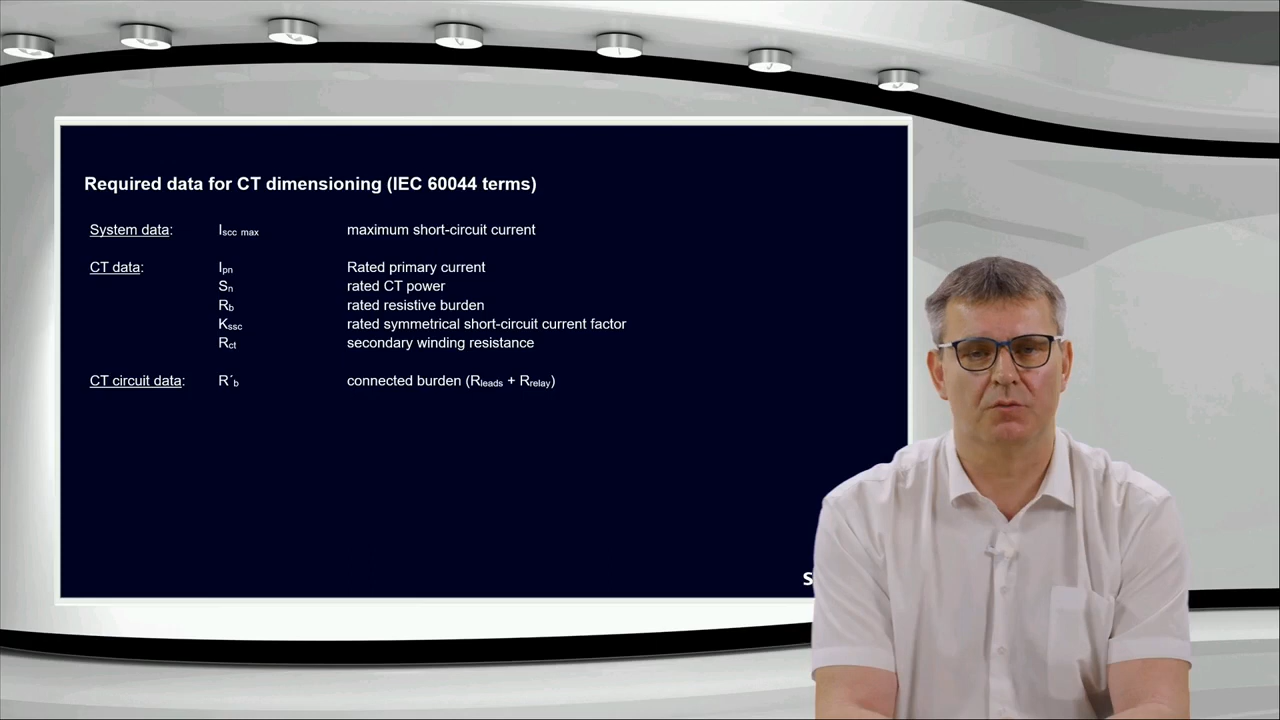 Required data for CT dimensioning (IEC 60044 terms)
System data: Iscc max maximum short-circuit current
CT data: Ipn Rated primary current
Sn rated CT power
Rb rated resistive burden
Kssc rated symmetrical short-circuit current factor
Rct secondary winding resistance
CT circuit data: R´b connected burden (Rleads + Rrelay)